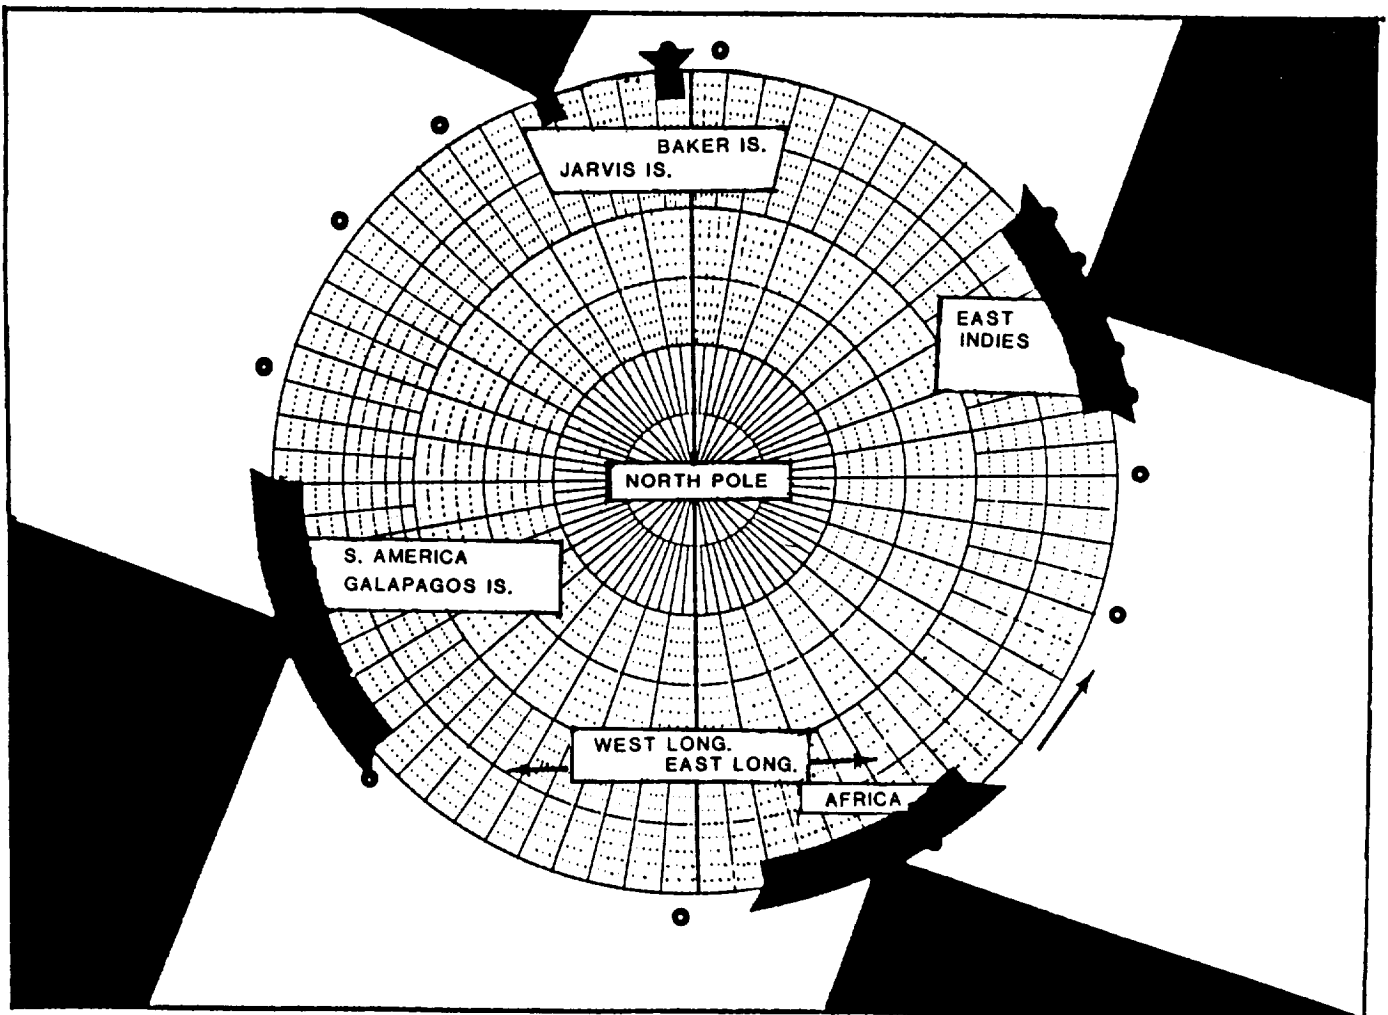 BAKER IS.
JARVIS IS.
EAST
INDIES
NORTH POLE
S. AMERICA
GALAPAGOS IS.
WEST LONG.
EAST LONG.
AFRICA